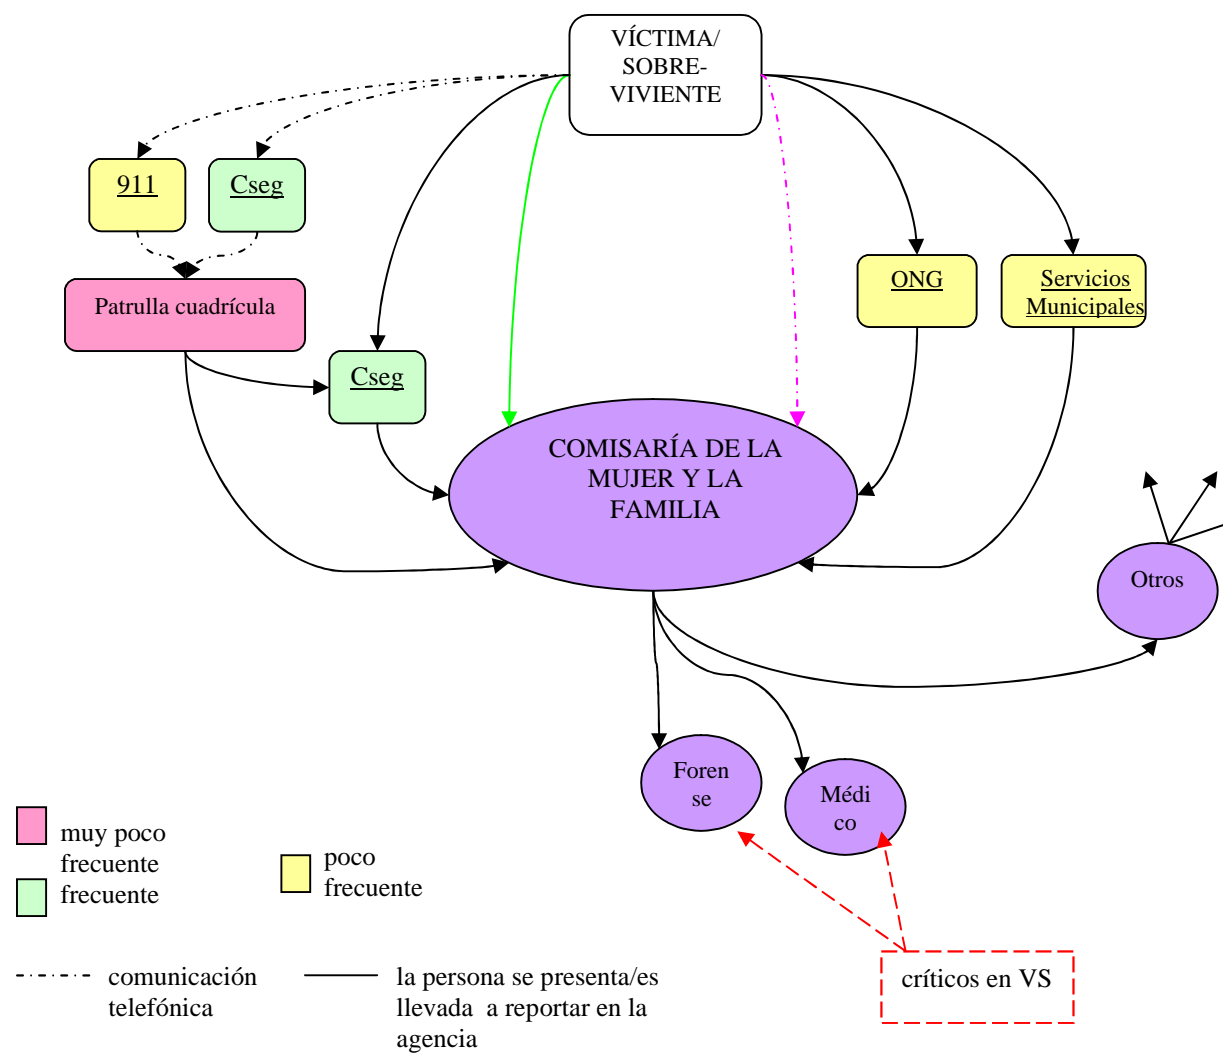 VÍCTIMA/
SOBRE-
VIVIENTE
911
Cseg
Patrulla cuadrícula
Cseg
ONG
Servicios
Municipales
COMISARÍA DE LA
MUJER Y LA
FAMILIA
Otros
Foren
se
Médi
co
muy poco
frecuente
frecuente
poco
frecuente
críticos en VS
comunicación
telefónica
la persona se presenta/es
llevada a reportar en la
agencia